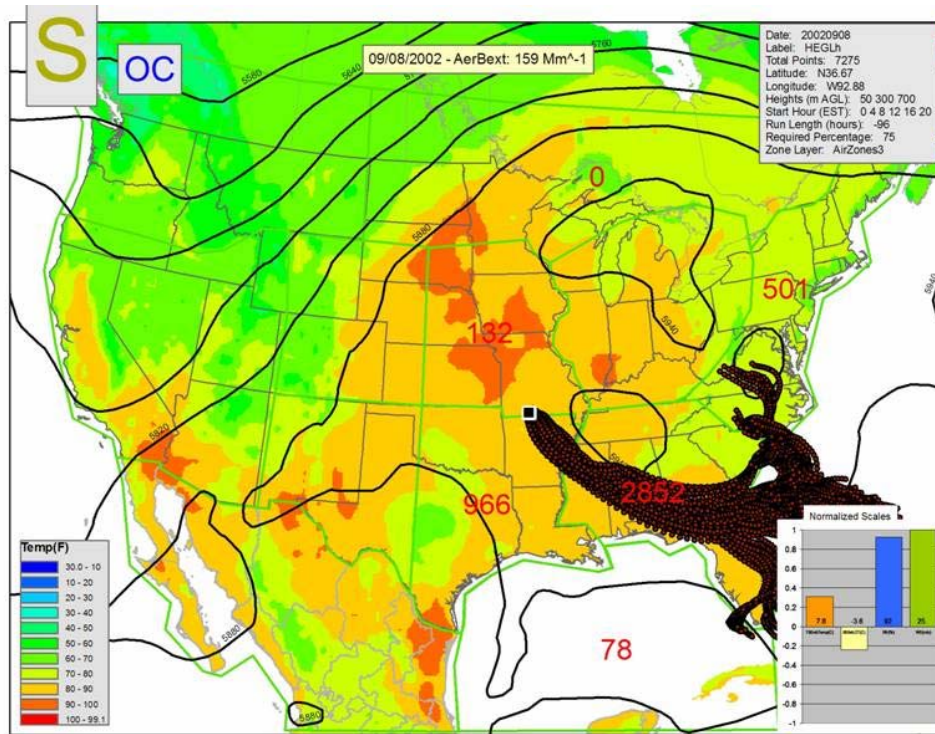 S
OC
09/08/2002 - AerBext: 159 Mm^-1
Date: 20020908
Label: HEGLh
Total Points: 7275
Latitude: N36.67
Longitude: W92.88
Heights (m AGL): 50 300 700
Start Hour (EST): 0 4 8 12 16 20
Run Length (hours): -96
Required Percentage: 75
Zone Layer: AirZones3
5560
5640
5760
5880
5940
5940
5920
5880
5880
0
501
132
966
2852
78
Temp(F)
30.0 - 10
10 - 20
20 - 30
30 - 40
40 - 50
50 - 60
60 - 70
70 - 80
80 - 90
90 - 100
100 - 99.1
Normalized Scales
1
0.8
0.6
0.4
0.2
0
-0.2
-0.4
-0.6
-0.8
-1
7.8
-3.6
92
25.